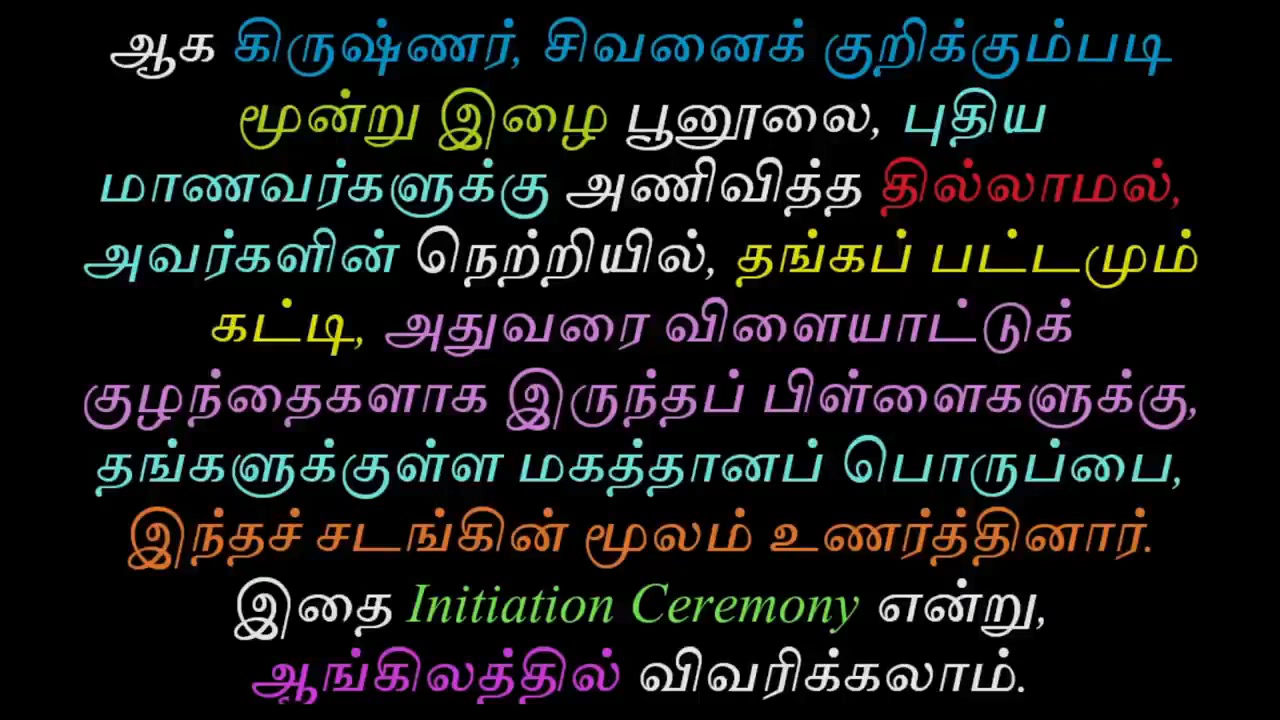 ஆக கிருஷ்ணர், சிவனைக் குறிக்கும்படி
மூன்று இழை பூனூலை, புதிய
மாணவர்களுக்கு அணிவித்த தில்லாமல்,
அவர்களின் நெற்றியில், தங்கப் பட்டமும்
கட்டி, அதுவரை விளையாட்டுக்
குழந்தைகளாக இருந்தப் பிள்ளைகளுக்கு,
தங்களுக்குள்ள மகத்தானப் பொருப்பை,
இந்தச் சடங்கின் மூலம் உணர்த்தினார்.
இதை Initiation Ceremony என்று,
ஆங்கிலத்தில் விவரிக்கலாம்.